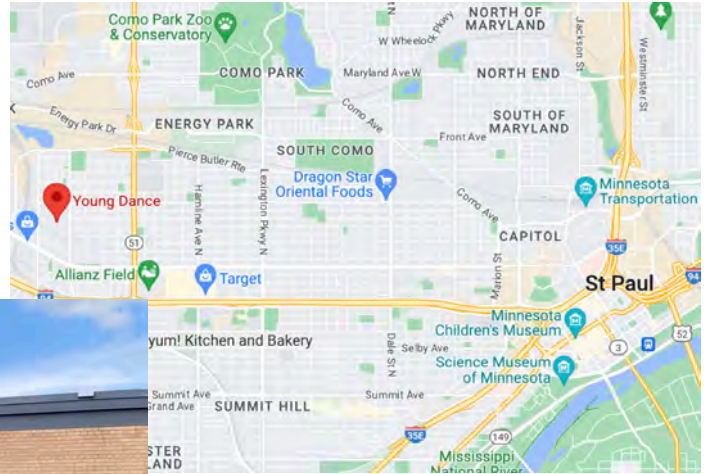 Como Park Zoo
& Conservatory
NORTH OF
MARYLAND
W Wheelock Pkwy
Jackson St
Westminster St
COMO PARK
Maryland Ave W
NORTH END
Como Ave
Como Ave
Energy Park Dr
ENERGY PARK
SOUTH OF
MARYLAND
Front Ave
SOUTH COMO
Pierce Butler Rte
Hamline Ave N
Lexington Pkwy N
Dragon Star
Oriental Foods
Como Ave
Minnesota
Transportation
Young Dance
CAPITOL
51
35E
Allianz Field
Target
Marion St
St Paul
94
94
yum! Kitchen and Bakery
Minnesota
Children's Museum
52
3
Dale St N
Selby Ave
Science Museum
of Minnesota
Summit Ave
Grand Ave
SUMMIT HILL
Summit Ave
35E
149
STER
LAND
Mississippi
National River